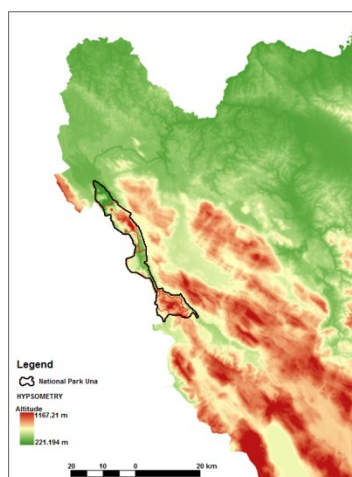 Legend
National Park Una
HYPSOMETRY
Altitude
1167.21 m
221.194 m
20 10 0 20 km